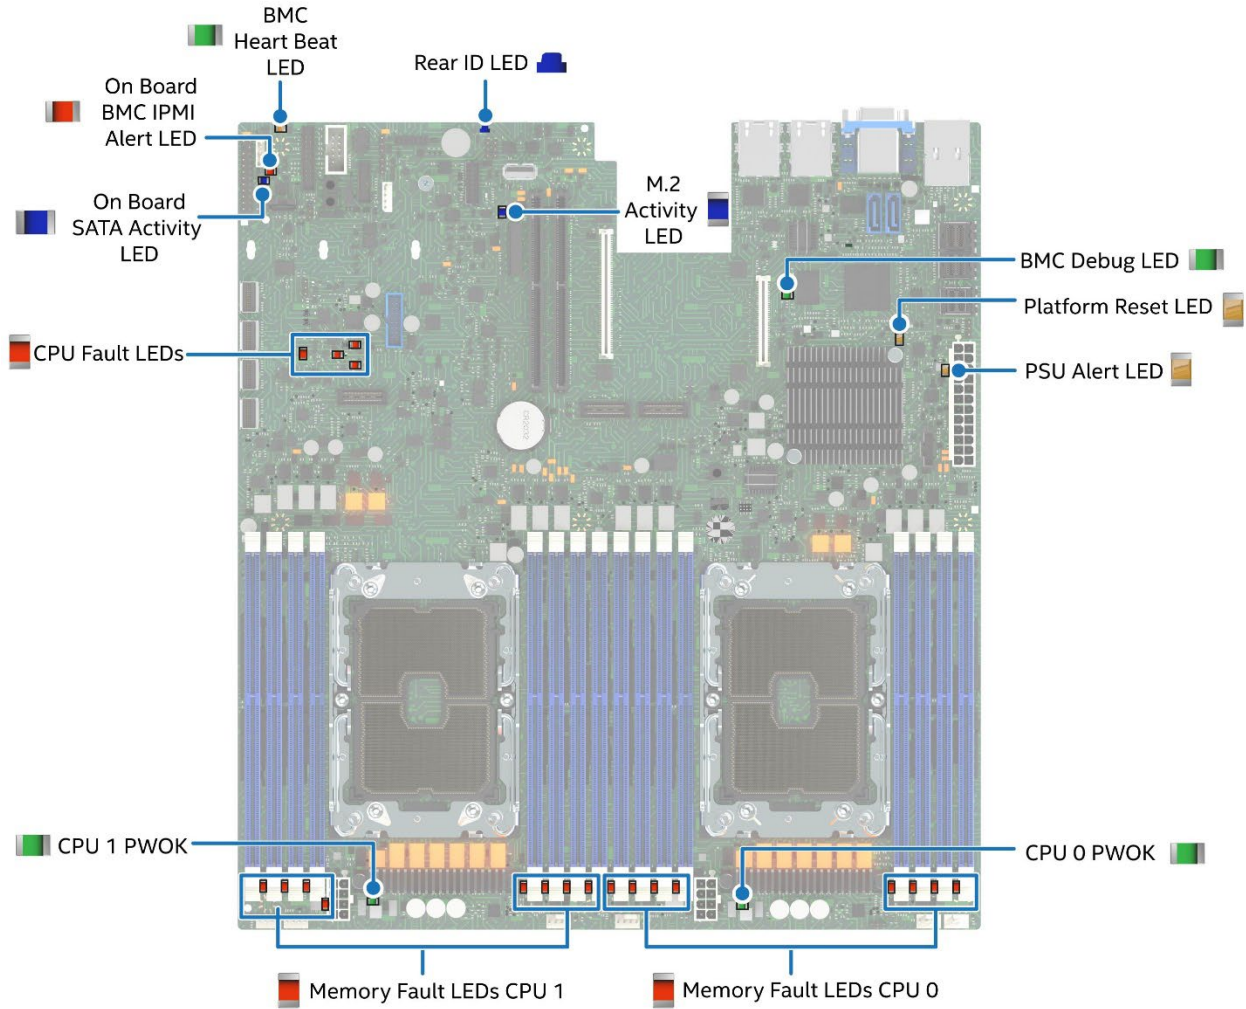 BMC
Heart Beat
LED
Rear ID LED
On Board
BMC IPMI
Alert LED
On Board
SATA Activity
LED
M.2
Activity
LED
BMC Debug LED
Platform Reset LED
CPU Fault LEDs
PSU Alert LED
CPU 1 PWOK
CPU 0 PWOK
Memory Fault LEDs CPU 1
Memory Fault LEDs CPU 0